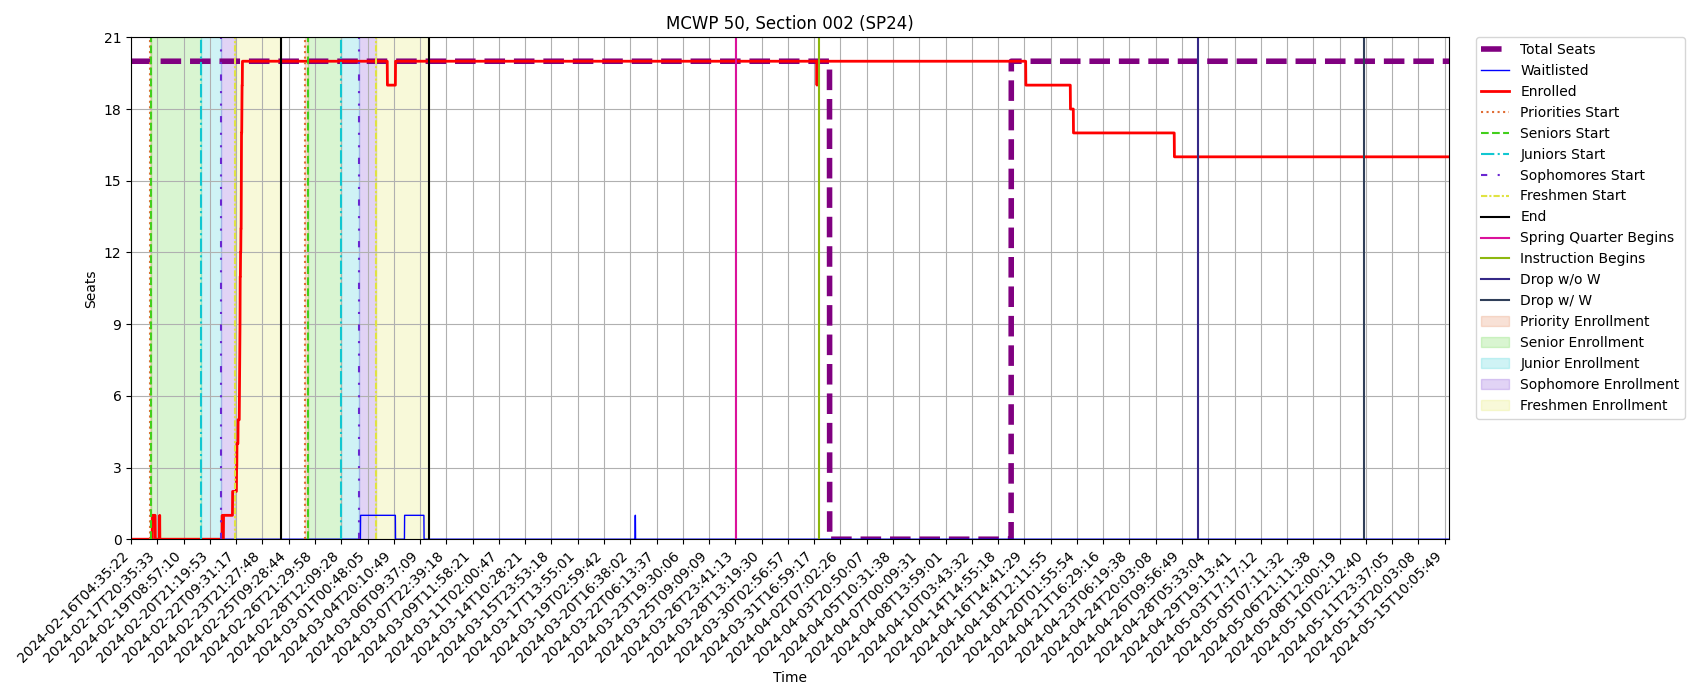 MCWP 50, Section 002 (SP24)
21
18
15
12
9
6
3
0
Seats
2024-02-16T04:35:22
2024-02-17T20:35:33
2024-02-19T08:57:10
2024-02-20T21:19:53
2024-02-22T09:31:17
2024-02-23T21:27:48
2024-02-25T09:28:44
2024-02-26T21:29:58
2024-02-28T12:09:28
2024-03-01T00:48:05
2024-03-04T20:10:49
2024-03-06T09:37:09
2024-03-07T22:39:18
2024-03-09T11:58:21
2024-03-11T02:00:47
2024-03-14T10:28:21
2024-03-15T23:53:18
2024-03-17T13:55:01
2024-03-19T02:59:42
2024-03-20T16:38:02
2024-03-22T06:13:37
2024-03-23T19:30:06
2024-03-25T09:09:09
2024-03-26T23:41:13
2024-03-28T13:19:30
2024-03-30T02:56:57
2024-03-31T16:59:17
2024-04-02T07:02:26
2024-04-03T20:50:07
2024-04-05T10:31:38
2024-04-07T00:09:31
2024-04-08T13:59:01
2024-04-10T03:43:32
2024-04-14T14:55:18
2024-04-16T14:41:29
2024-04-18T12:11:55
2024-04-20T01:55:54
2024-04-21T16:29:16
2024-04-23T06:19:38
2024-04-24T20:03:08
2024-04-26T09:56:49
2024-04-28T05:33:04
2024-04-29T19:13:41
2024-05-03T17:17:12
2024-05-05T07:11:32
2024-05-06T21:11:38
2024-05-08T12:00:19
2024-05-10T02:12:40
2024-05-11T23:37:05
2024-05-13T20:03:08
2024-05-15T10:05:49
Time
Total Seats
Waitlisted
Enrolled
Priorities Start
Seniors Start
Juniors Start
Sophomores Start
Freshmen Start
End
Spring Quarter Begins
Instruction Begins
Drop w/o W
Drop w/ W
Priority Enrollment
Senior Enrollment
Junior Enrollment
Sophomore Enrollment
Freshmen Enrollment